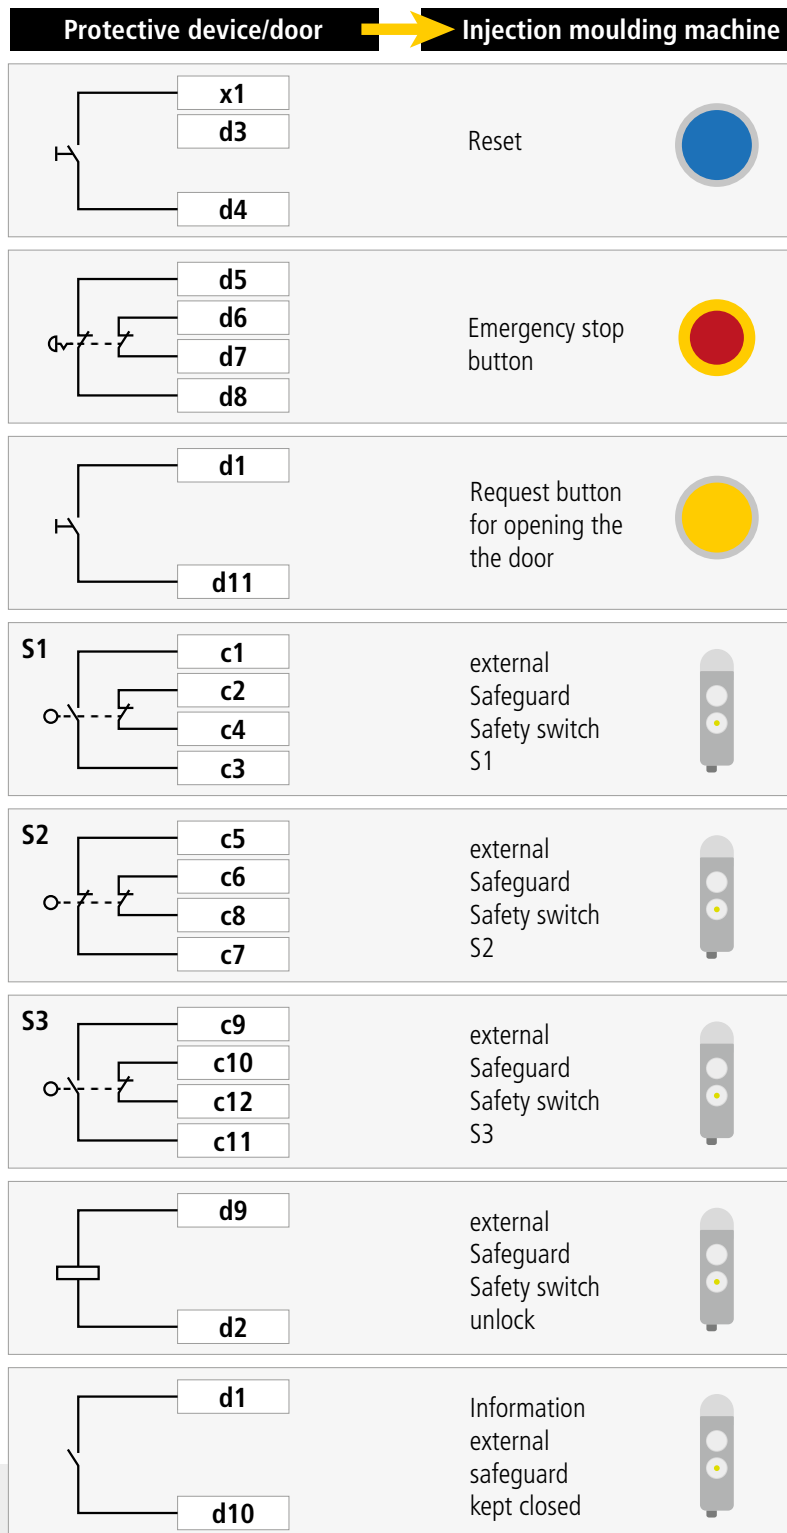 Protective device/door
Injection moulding machine
x1
d3
d4
Reset
d5
d6
d7
d8
Emergency stop
button
d1
d11
Request button
for opening the
the door
S1
c1
c2
c4
c3
external
Safeguard
Safety switch
S1
S2
c5
c6
c8
c7
external
Safeguard
Safety switch
S2
S3
c9
c10
c12
c11
external
Safeguard
Safety switch
S3
d9
d2
external
Safeguard
Safety switch
unlock
d1
d10
Information
external
safeguard
kept closed